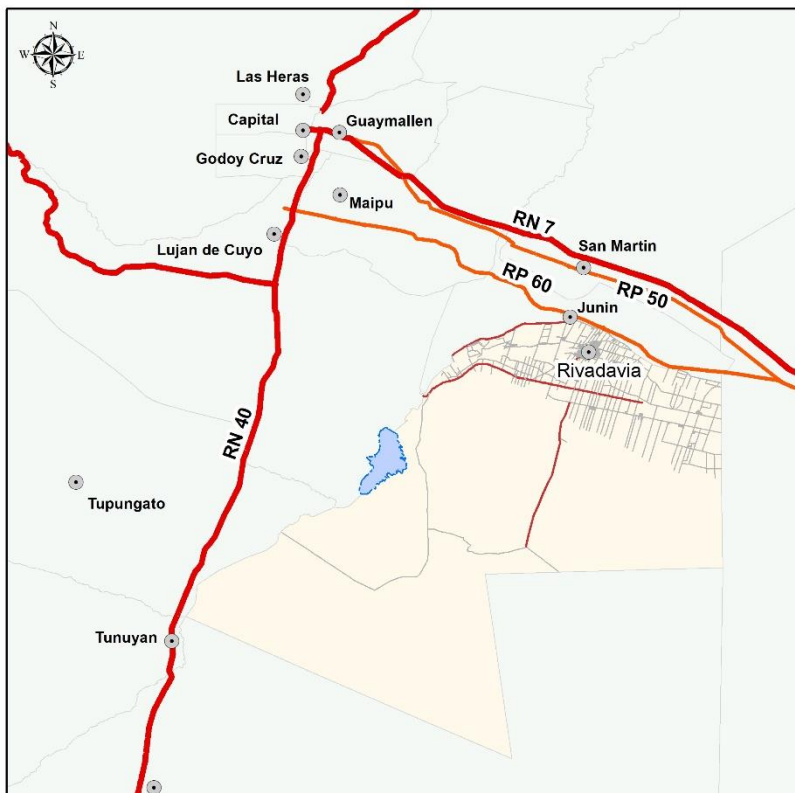 N
W E
S
Las Heras
Capital
Guaymallen
Godoy Cruz
Maipu
Lujan de Cuyo
RN 7
San Martin
RP 60
RP 50
Junin
Rivadavia
RN 40
Tupungato
Tunuyan